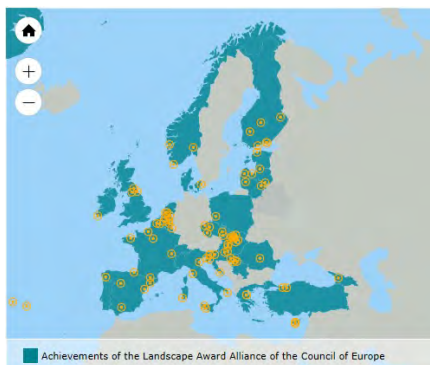 +
−
Achievements of the Landscape Award Alliance of the Council of Europe